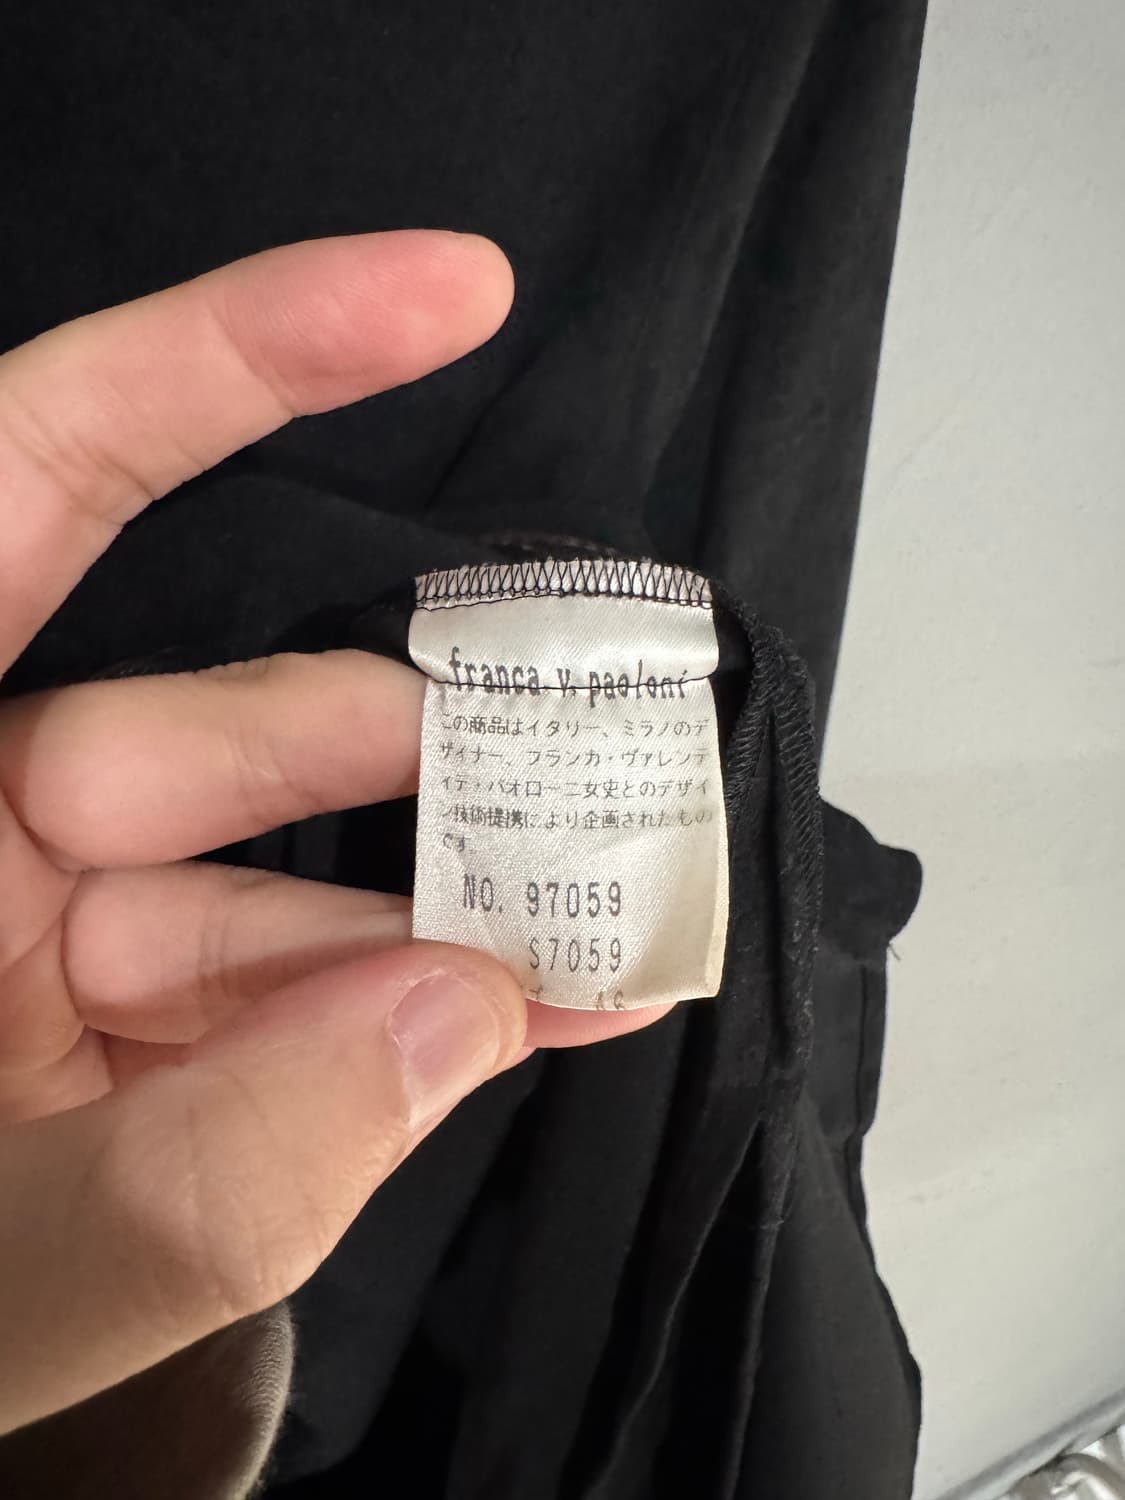 franca. v. paoloni
この商品はイタリー、ミラノのデ
ザイナー、フランカ・ヴァレンテ
ィテ・パオローニ女史とのデザイ
ン技術提携により企画されたもの
です。
NO. 97059
S7059